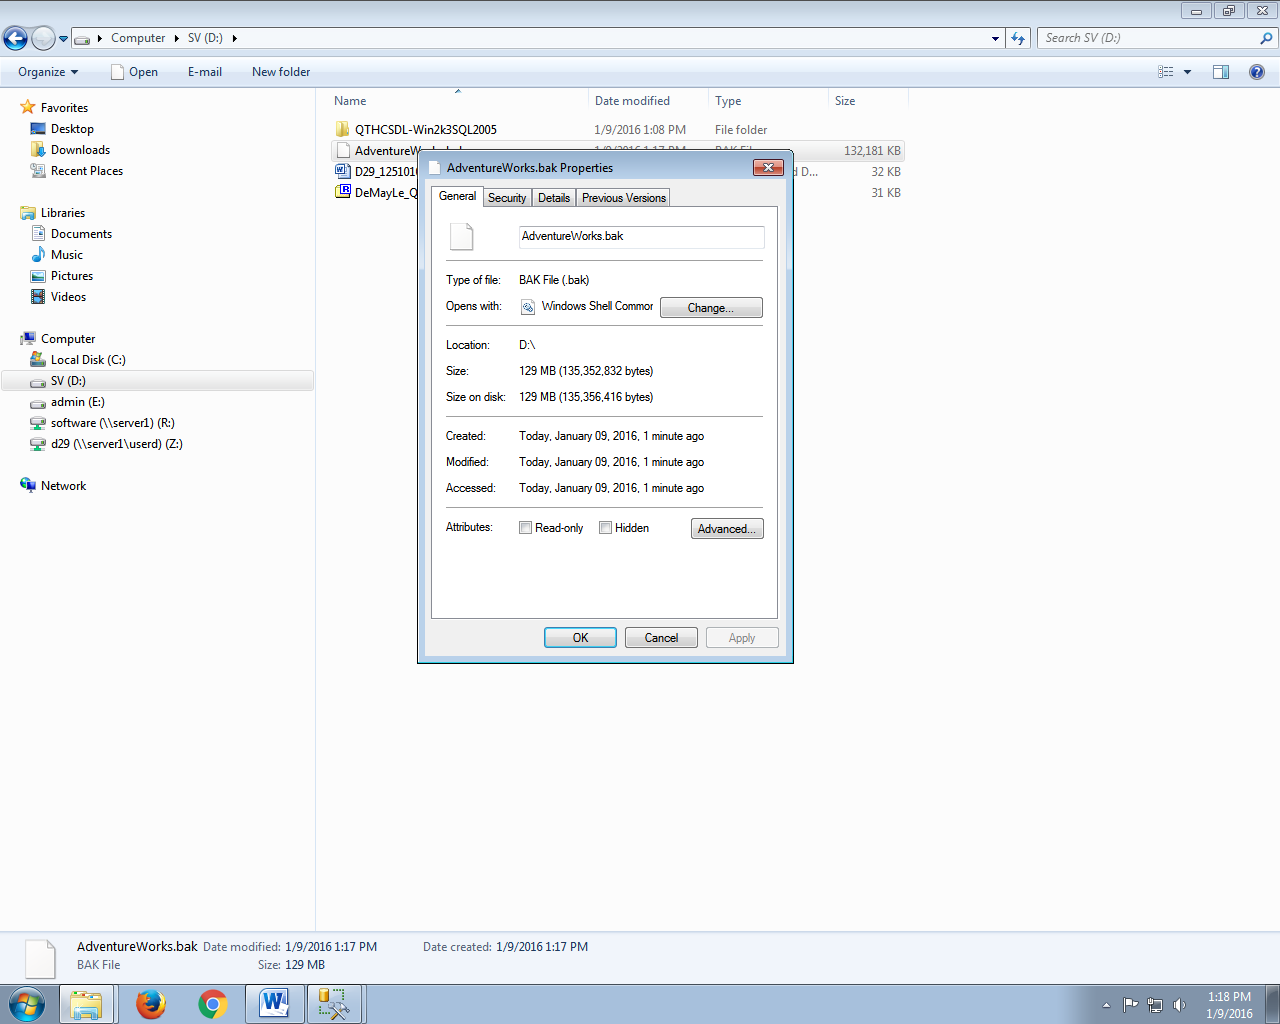 Computer SV (D:) Search SV (D:)
Organize Open E-mail New folder
Name Date modified Type Size
Favorites
Desktop
Downloads
Recent Places
Libraries
Documents
Music
Pictures
Videos
Computer
Local Disk (C:)
SV (D:)
admin (E:)
software (\\server1) (R:)
d29 (\\server1\userd) (Z:)
Network
QTHCSDL-Win2k3SQL2005 1/9/2016 1:08 PM File folder
132,181 KB
D... 32 KB
31 KB
AdventureWorks.bak Properties
General Security Details Previous Versions
AdventureWorks.bak
Type of file: BAK File (.bak)
Opens with: Windows Shell Commor Change...
Location: D:\
Size: 129 MB (135,352,832 bytes)
Size on disk: 129 MB (135,356,416 bytes)
Created: Today, January 09, 2016, 1 minute ago
Modified: Today, January 09, 2016, 1 minute ago
Accessed: Today, January 09, 2016, 1 minute ago
Attributes: Read-only Hidden Advanced...
OK Cancel Apply
AdventureWorks.bak Date modified: 1/9/2016 1:17 PM Date created: 1/9/2016 1:17 PM
BAK File Size: 129 MB
1:18 PM
1/9/2016